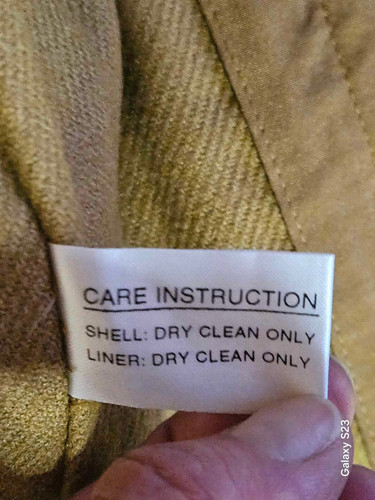 CARE INSTRUCTION
SHELL: DRY CLEAN ONLY
LINER: DRY CLEAN ONLY
Galaxy S23